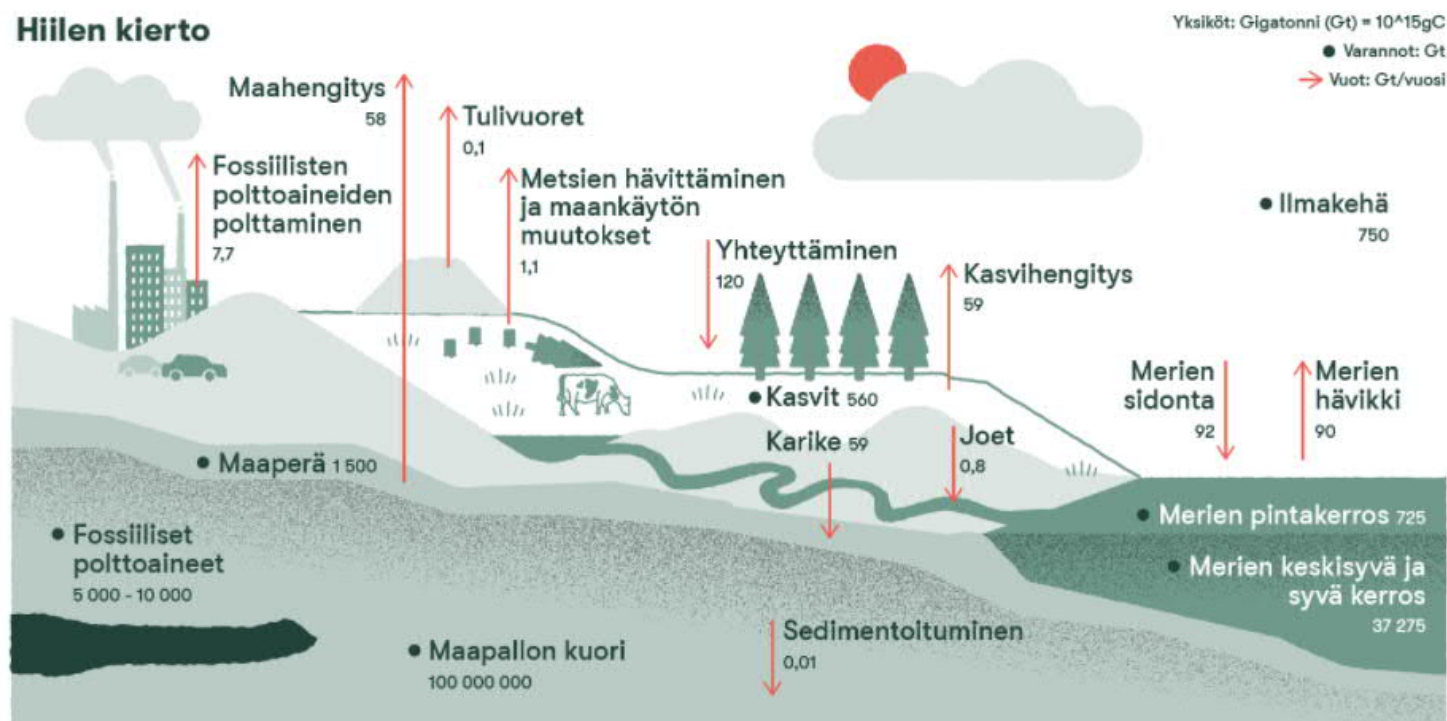 Hiilen kierto
Yksiköt: Gigatonni (Gt) = 10^15gC
Varannot: Gt
Vuot: Gt/vuosi
Maahengitys
58
Tulivuoret
0,1
Fossiilisten
polttoaineiden
polttaminen
7,7
Metsien hävittäminen
ja maankäytön
muutokset
1,1
Yhteyttäminen
120
Kasvihengitys
59
Ilmakehä
750
Merien
sidonta
92
Merien
hävikki
90
Kasvit 560
Karike 59
Joet
0,8
Maaperä 1 500
Merien pintakerros 725
Fossiiliset
polttoaineet
5 000 - 10 000
Merien keskisyvä ja
syvä kerros
37 275
Sedimentoituminen
0,01
Maapallon kuori
100 000 000